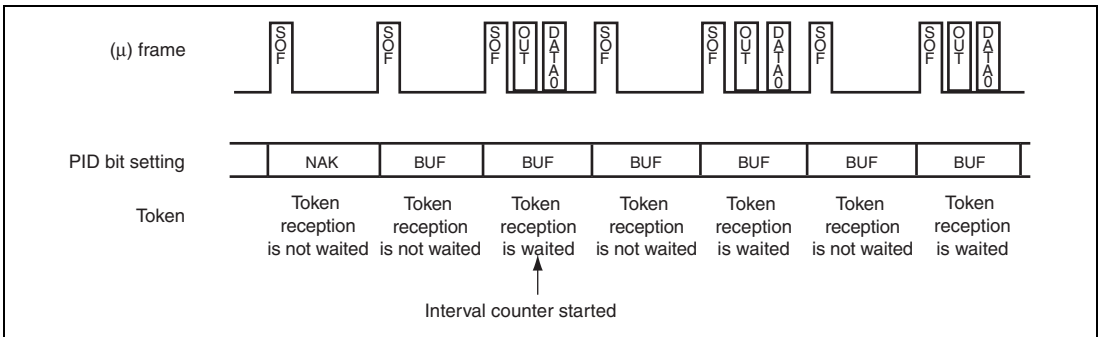 (μ) frame
SOF
SOF
SOF OUT DATA0
SOF
SOF OUT DATA0
SOF
SOF OUT DATA0
PID bit setting
NAK BUF BUF BUF BUF BUF BUF
Token
Token reception is not waited
Token reception is not waited
Token reception is waited
Token reception is not waited
Token reception is waited
Token reception is not waited
Token reception is waited
Interval counter started